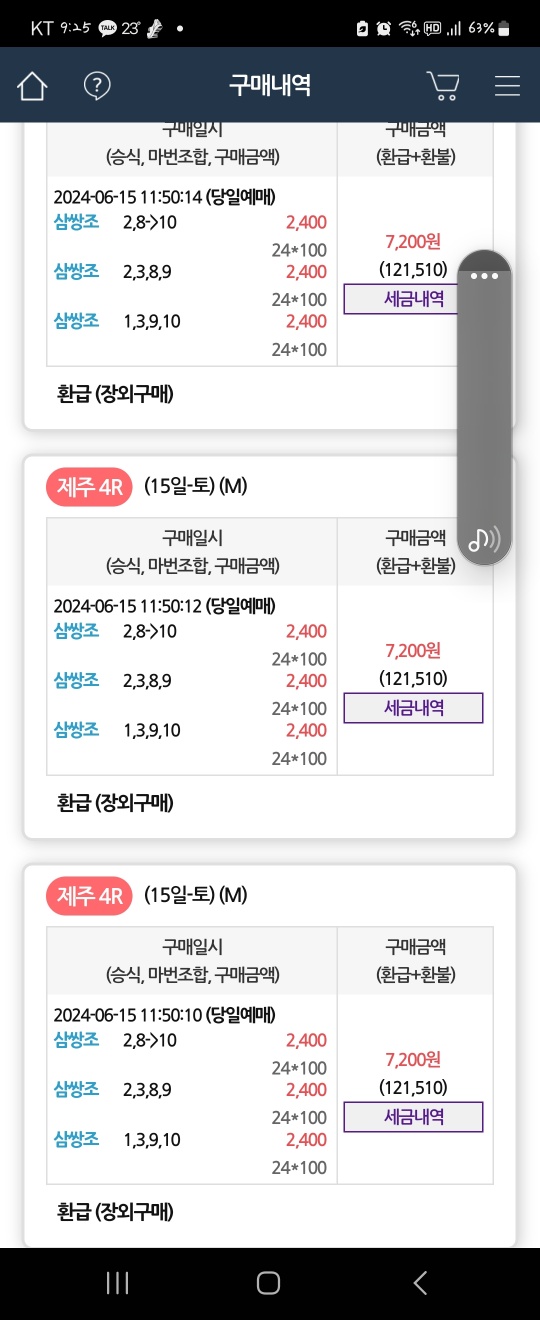 KT 9:25 TALK 23° HD 63%
구매내역
구매일시 구매금액
(승식, 마번조합, 구매금액) (환급+환불)
2024-06-15 11:50:14 (당일예매)
삼쌍조 2,8->10 2,400
24*100
삼쌍조 2,3,8,9 2,400
24*100
삼쌍조 1,3,9,10 2,400
24*100
7,200원
(121,510)
세금내역
환급 (장외구매)
제주 4R (15일-토) (M)
구매일시 구매금액
(승식, 마번조합, 구매금액) (환급+환불)
2024-06-15 11:50:12 (당일예매)
삼쌍조 2,8->10 2,400
24*100
삼쌍조 2,3,8,9 2,400
24*100
삼쌍조 1,3,9,10 2,400
24*100
7,200원
(121,510)
세금내역
환급 (장외구매)
제주 4R (15일-토) (M)
구매일시 구매금액
(승식, 마번조합, 구매금액) (환급+환불)
2024-06-15 11:50:10 (당일예매)
삼쌍조 2,8->10 2,400
24*100
삼쌍조 2,3,8,9 2,400
24*100
삼쌍조 1,3,9,10 2,400
24*100
7,200원
(121,510)
세금내역
환급 (장외구매)